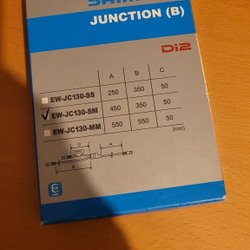 JUNCTION (B)
Di2
A B C
EW-JC130-SS 250 350 50
EW-JC130-SM 450 350 50
EW-JC130-MM 550 550 50
(mm)
C A
B